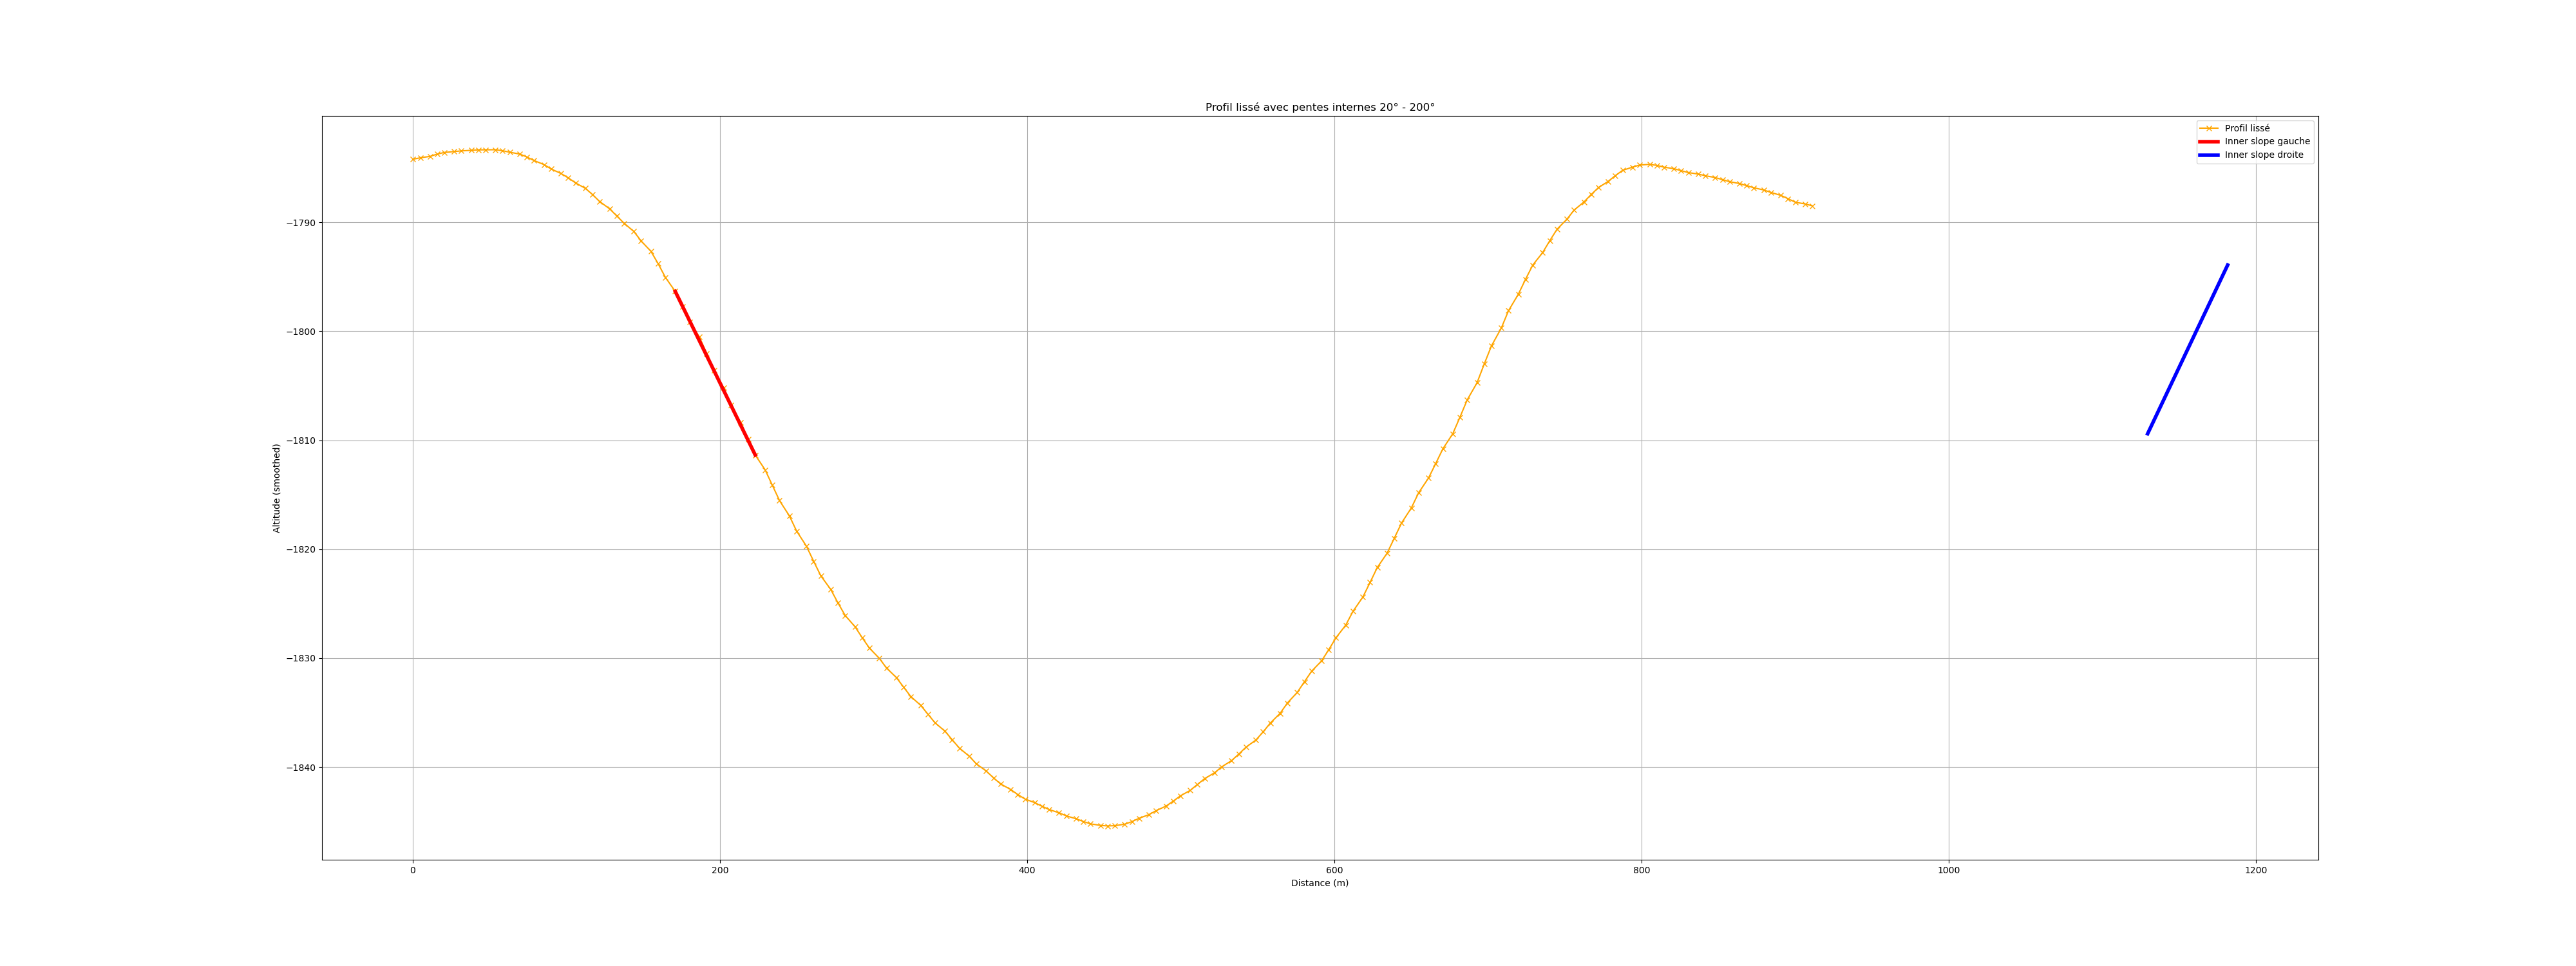 Profil lissé avec pentes internes 20° - 200°
Profil lissé
Inner slope gauche
Inner slope droite
Altitude (smoothed)
−1790
−1800
−1810
−1820
−1830
−1840
0
200
400
600
800
1000
1200
Distance (m)